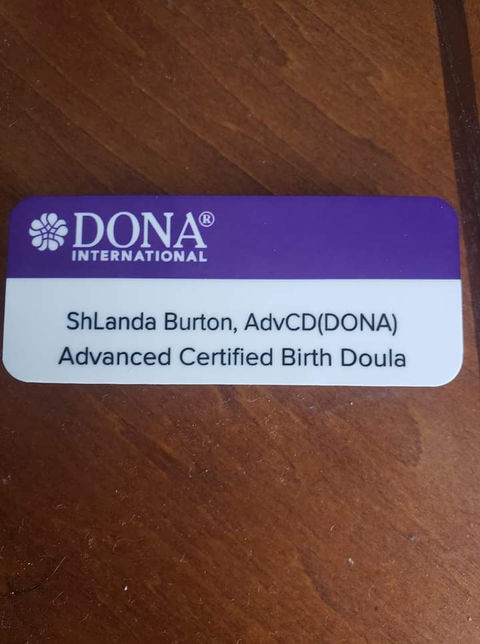 DONA®
INTERNATIONAL
ShLanda Burton, AdvCD(DONA)
Advanced Certified Birth Doula